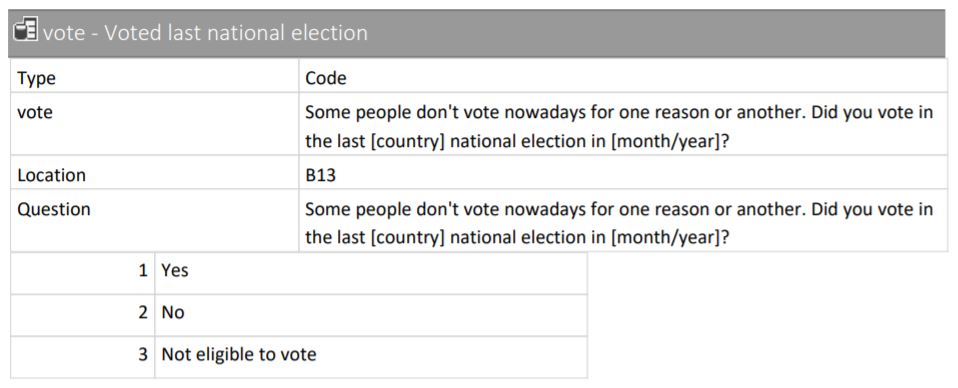 vote - Voted last national election
Type Code
vote Some people don't vote nowadays for one reason or another. Did you vote in
the last [country] national election in [month/year]?
Location B13
Question Some people don't vote nowadays for one reason or another. Did you vote in
the last [country] national election in [month/year]?
1 Yes
2 No
3 Not eligible to vote